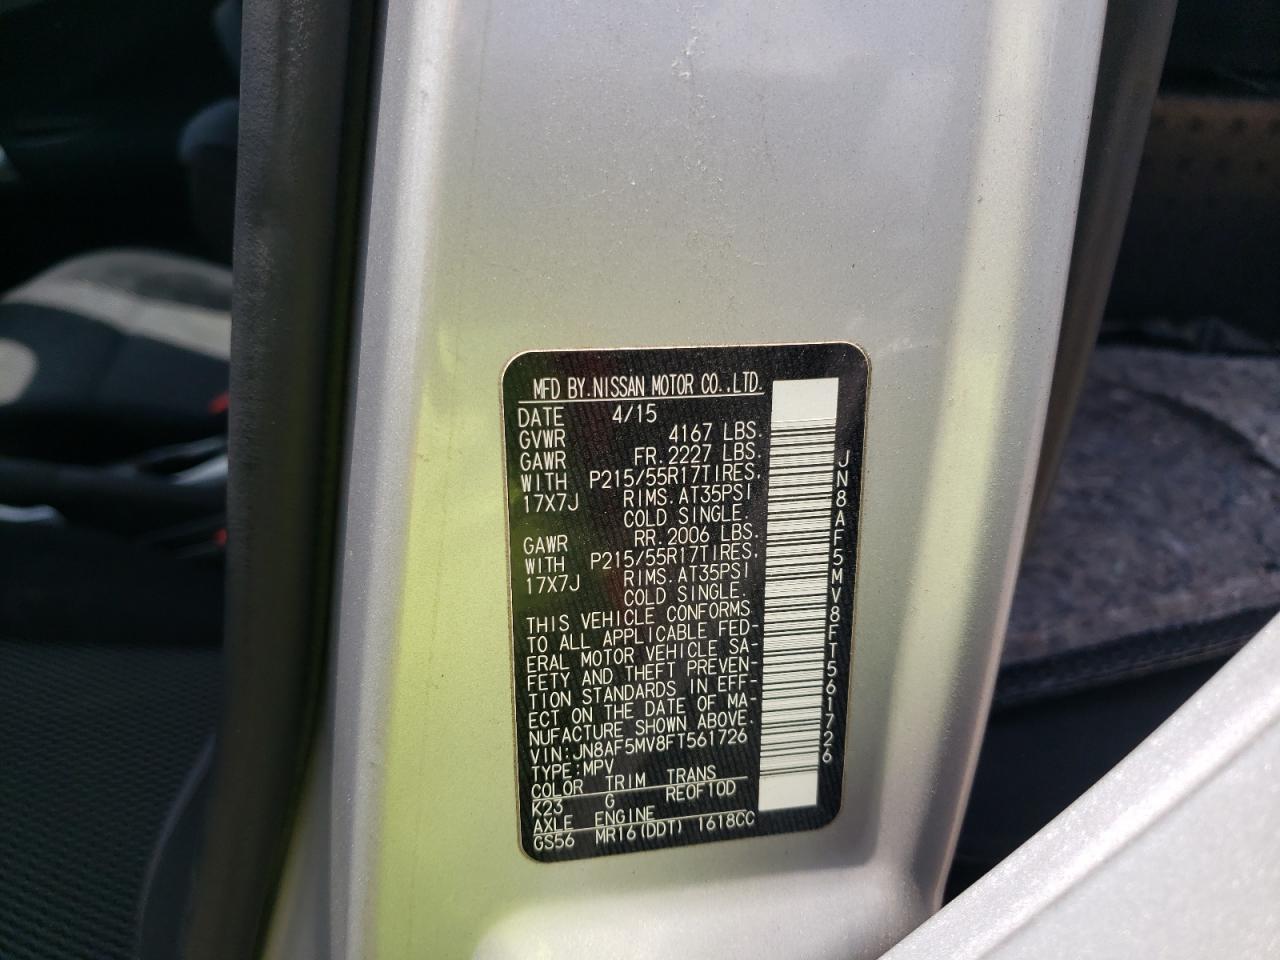 MFD BY.NISSAN MOTOR CO.,LTD.
DATE 4/15
GVWR 4167 LBS.
GAWR FR.2227 LBS.
WITH P215/55R17TIRES,
17X7J RIMS.AT35PSI
COLD SINGLE.
GAWR RR.2006 LBS.
WITH P215/55R17TIRES,
17X7J RIMS.AT35PSI
COLD SINGLE.
THIS VEHICLE CONFORMS
TO ALL APPLICABLE FED-
ERAL MOTOR VEHICLE SA-
FETY AND THEFT PREVEN-
TION STANDARDS IN EFF-
ECT ON THE DATE OF MA-
NUFACTURE SHOWN ABOVE.
VIN:JN8AF5MV8FT561726
TYPE:MPV
COLOR TRIM TRANS
K23 G REOF10D
AXLE ENGINE
GS56 MR16(DDT) 1618CC
JN8AF5MV8FT561726